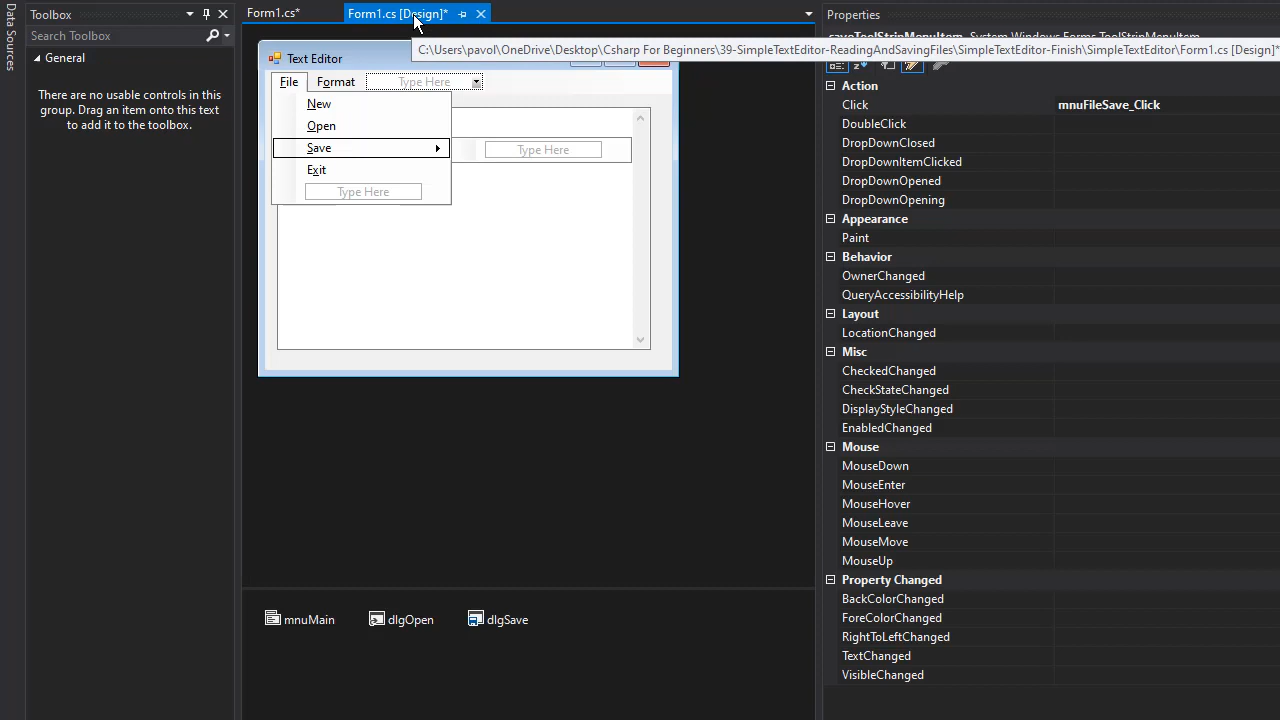 Data Sources
Toolbox
Search Toolbox
General
There are no usable controls in this
group. Drag an item onto this text
to add it to the toolbox.
Form1.cs*
Form1.cs [Design]*
C:\Users\pavol\OneDrive\Desktop\Csharp For Beginners\39-SimpleTextEditor-ReadingAndSavingFiles\SimpleTextEditor-Finish\SimpleTextEditor\Form1.cs [Design]*
Text Editor
File Format Type Here
New
Open
Save
Type Here
Exit
Type Here
mnuMain dlgOpen dlgSave
Properties
saveToolStripMenuItem System.Windows.Forms.ToolStripMenuItem
Action
Click mnuFileSave_Click
DoubleClick
DropDownClosed
DropDownItemClicked
DropDownOpened
DropDownOpening
Appearance
Paint
Behavior
OwnerChanged
QueryAccessibilityHelp
Layout
LocationChanged
Misc
CheckedChanged
CheckStateChanged
DisplayStyleChanged
EnabledChanged
Mouse
MouseDown
MouseEnter
MouseHover
MouseLeave
MouseMove
MouseUp
Property Changed
BackColorChanged
ForeColorChanged
RightToLeftChanged
TextChanged
VisibleChanged